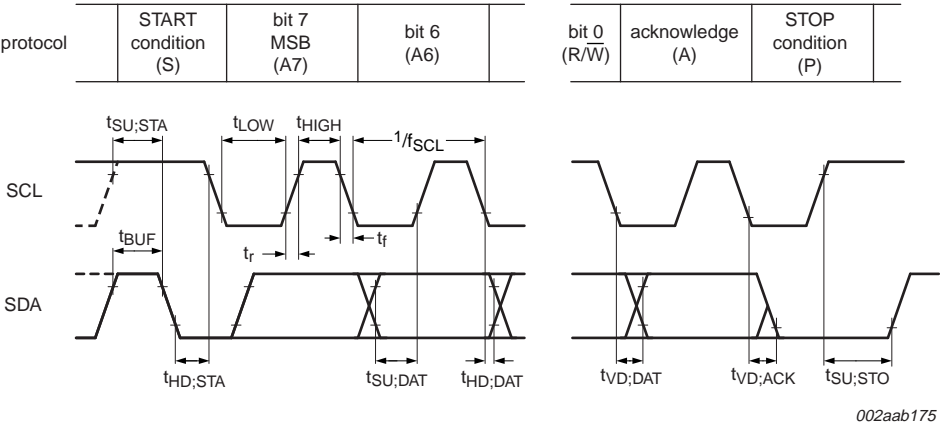 protocol
START
condition
(S)
bit 7
MSB
(A7)
bit 6
(A6)
bit 0
(R/W̅)
acknowledge
(A)
STOP
condition
(P)
tSU;STA
tLOW
tHIGH
1/fSCL
SCL
tBUF
tr
tf
SDA
tHD;STA
tSU;DAT
tHD;DAT
tVD;DAT
tVD;ACK
tSU;STO
002aab175